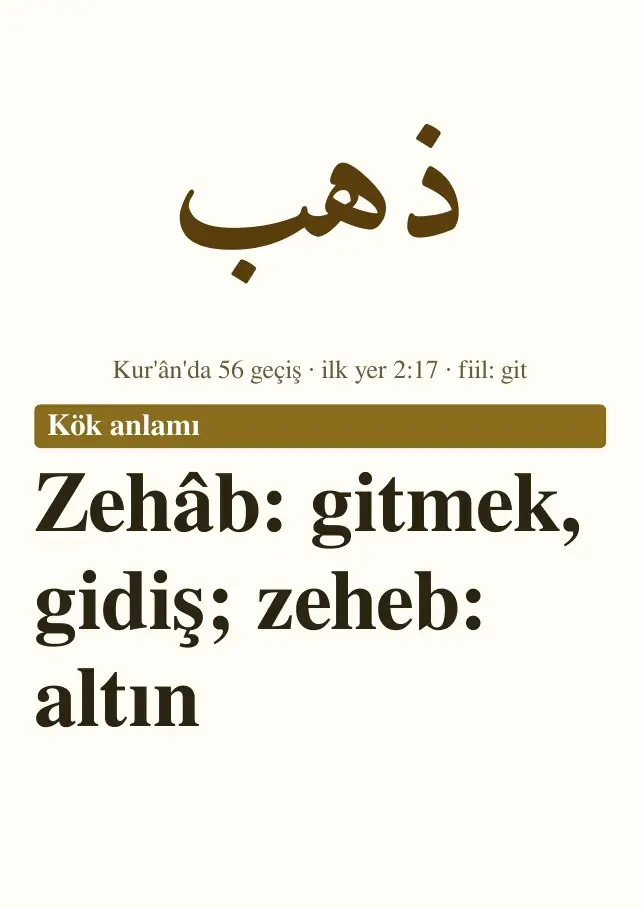 ذهب
Kur'ân'da 56 geçiş · ilk yer 2:17 · fiil: git
Kök anlamı
Zehâb: gitmek,
gidiş; zeheb:
altın